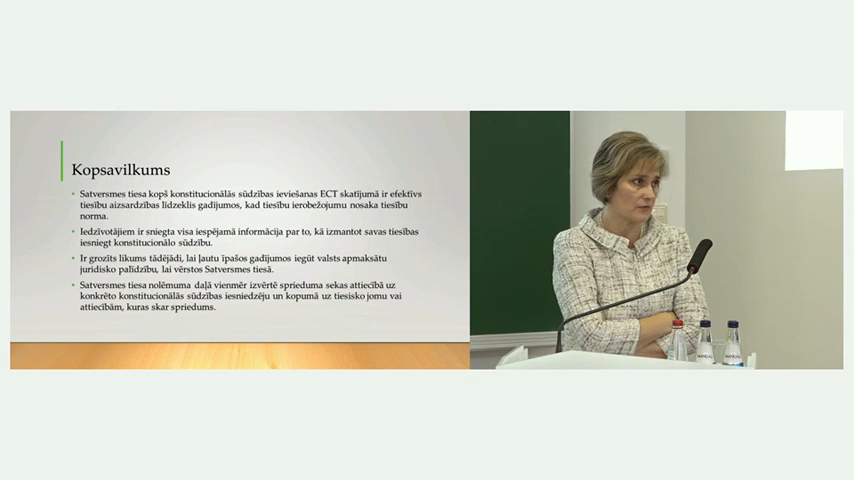 Kopsavilkums
Satversmes tiesa kopš konstitucionālās sūdzības ieviešanas ECT skatījumā ir efektīvs
tiesību aizsardzības līdzeklis gadījumos, kad tiesību ierobežojumu nosaka tiesību
norma.
Iedzīvotājiem ir sniegta visa iespējamā informācija par to, kā izmantot savas tiesības
iesniegt konstitucionālo sūdzību.
Ir grozīts likums tādējādi, lai ļautu īpašos gadījumos iegūt valsts apmaksātu
juridisko palīdzību, lai vērstos Satversmes tiesā.
Satversmes tiesa nolēmuma daļā vienmēr izvērtē sprieduma sekas attiecībā uz
konkrēto konstitucionālās sūdzības iesniedzēju un kopumā uz tiesisko jomu vai
attiecībām, kuras skar spriedums.